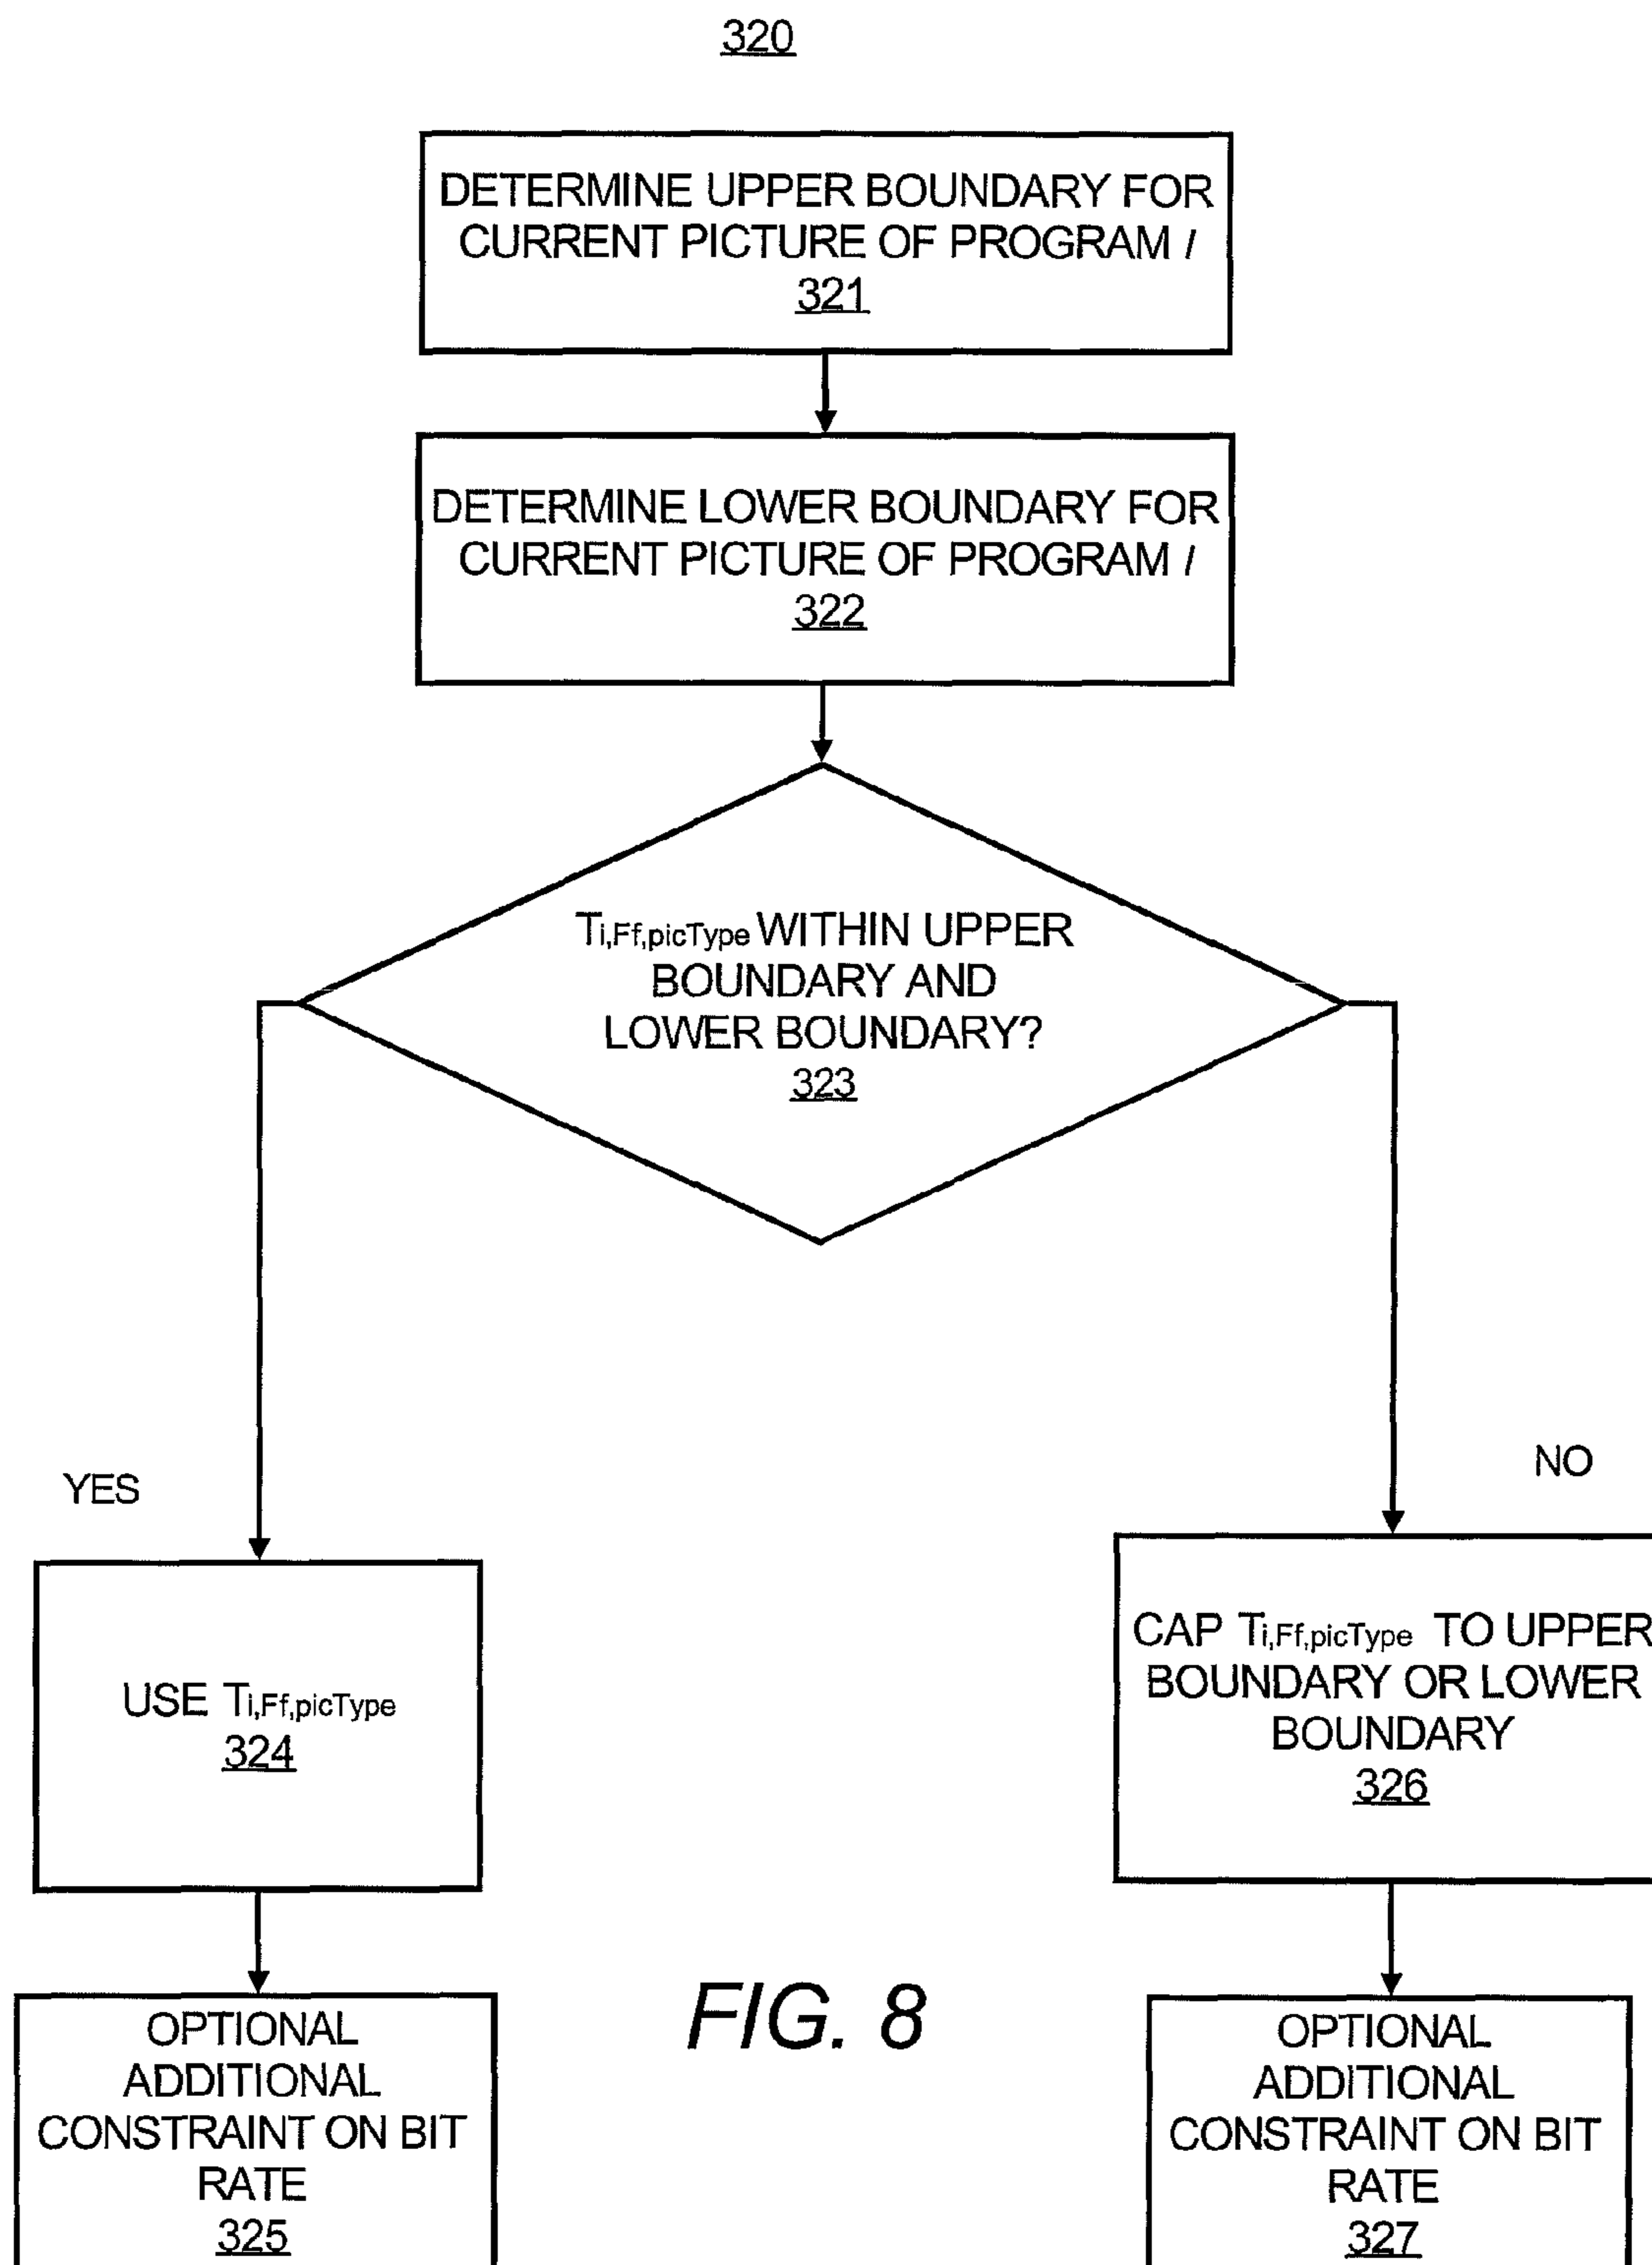 320
DETERMINE UPPER BOUNDARY FOR
CURRENT PICTURE OF PROGRAM i
321
DETERMINE LOWER BOUNDARY FOR
CURRENT PICTURE OF PROGRAM i
322
Ti,Ff,picType WITHIN UPPER
BOUNDARY AND
LOWER BOUNDARY?
323
YES
NO
USE Ti,Ff,picType
324
CAP Ti,Ff,picType TO UPPER
BOUNDARY OR LOWER
BOUNDARY
326
OPTIONAL
ADDITIONAL
CONSTRAINT ON BIT
RATE
325
FIG. 8
OPTIONAL
ADDITIONAL
CONSTRAINT ON BIT
RATE
327